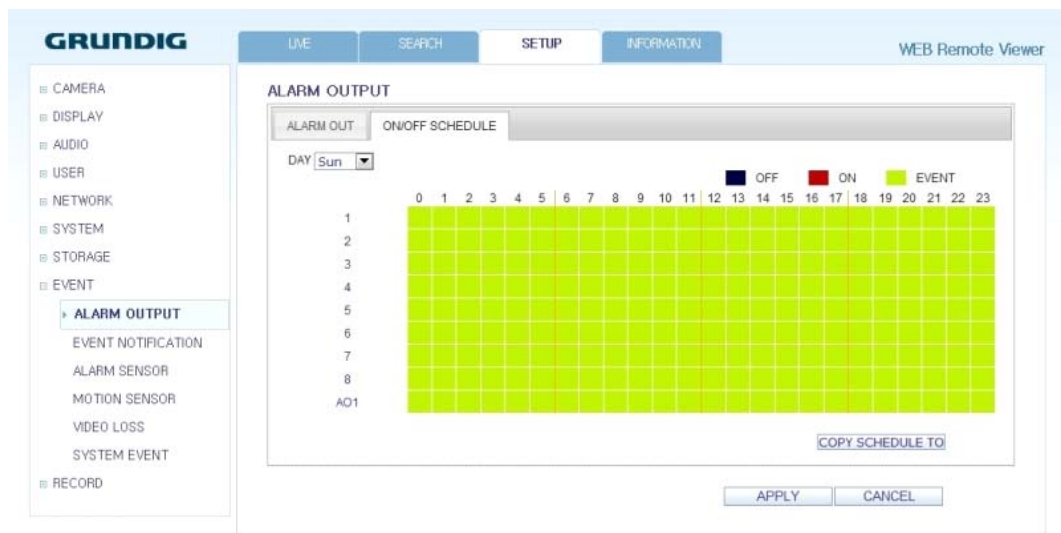 GRUNDIG
LIVE SEARCH SETUP INFORMATION
WEB Remote Viewer
CAMERA
DISPLAY
AUDIO
USER
NETWORK
SYSTEM
STORAGE
EVENT
ALARM OUTPUT
EVENT NOTIFICATION
ALARM SENSOR
MOTION SENSOR
VIDEO LOSS
SYSTEM EVENT
RECORD
ALARM OUTPUT
ALARM OUT ON/OFF SCHEDULE
DAY Sun
OFF ON EVENT
0 1 2 3 4 5 6 7 8 9 10 11 12 13 14 15 16 17 18 19 20 21 22 23
1
2
3
4
5
6
7
8
AO1
COPY SCHEDULE TO
APPLY CANCEL